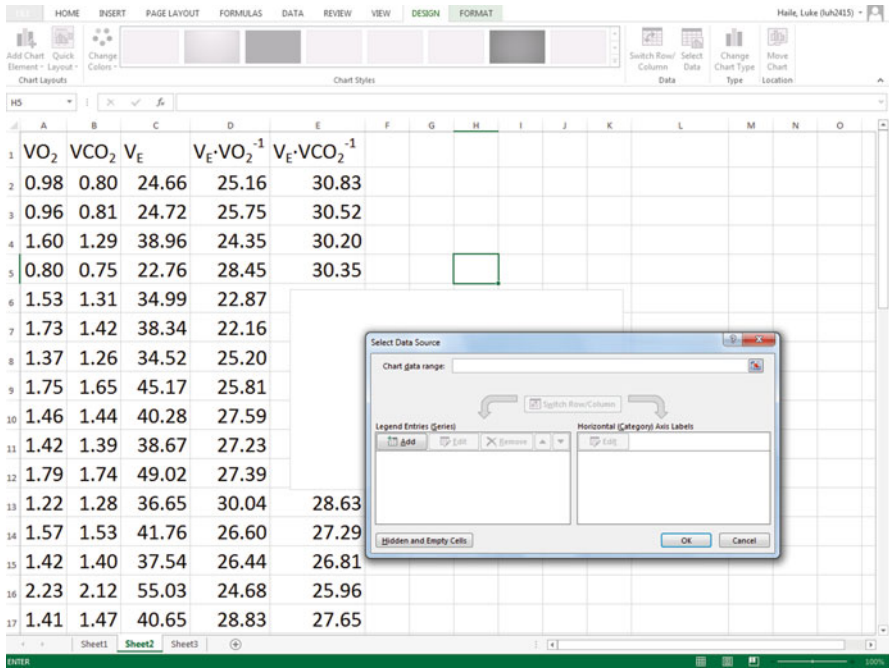 HOME INSERT PAGE LAYOUT FORMULAS DATA REVIEW VIEW DESIGN FORMAT Haile, Luke (luh2415)
Add Chart Element Quick Layout Change Colors Switch Row/ Column Select Data Change Chart Type Move Chart
Chart Layouts Chart Styles Data Type Location
H5 fx
A B C D E F G H I J K L M N O
1 VO₂ VCO₂ V_E V_E·VO₂⁻¹ V_E·VCO₂⁻¹
2 0.98 0.80 24.66 25.16 30.83
3 0.96 0.81 24.72 25.75 30.52
4 1.60 1.29 38.96 24.35 30.20
5 0.80 0.75 22.76 28.45 30.35
6 1.53 1.31 34.99 22.87
7 1.73 1.42 38.34 22.16
8 1.37 1.26 34.52 25.20
9 1.75 1.65 45.17 25.81
10 1.46 1.44 40.28 27.59
11 1.42 1.39 38.67 27.23
12 1.79 1.74 49.02 27.39
13 1.22 1.28 36.65 30.04 28.63
14 1.57 1.53 41.76 26.60 27.29
15 1.42 1.40 37.54 26.44 26.81
16 2.23 2.12 55.03 24.68 25.96
17 1.41 1.47 40.65 28.83 27.65
Select Data Source
Chart data range:
Switch Row/Column
Legend Entries (Series) Horizontal (Category) Axis Labels
Add Edit Remove Edit
Hidden and Empty Cells OK Cancel
Sheet1 Sheet2 Sheet3
ENTER 100%